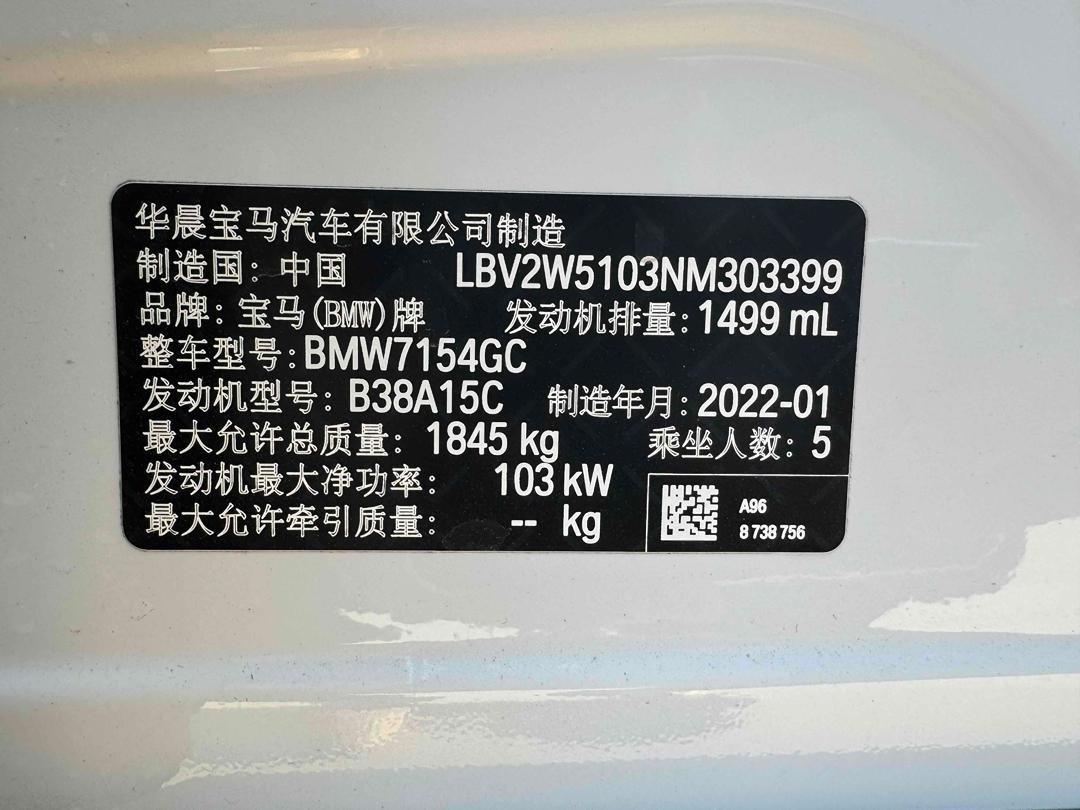 华晨宝马汽车有限公司制造
制造国：中国 LBV2W5103NM303399
品牌：宝马(BMW)牌 发动机排量：1499 mL
整车型号：BMW7154GC
发动机型号：B38A15C 制造年月：2022-01
最大允许总质量：1845 kg 乘坐人数：5
发动机最大净功率：103 kW
最大允许牵引质量：-- kg
A96
8 738 756